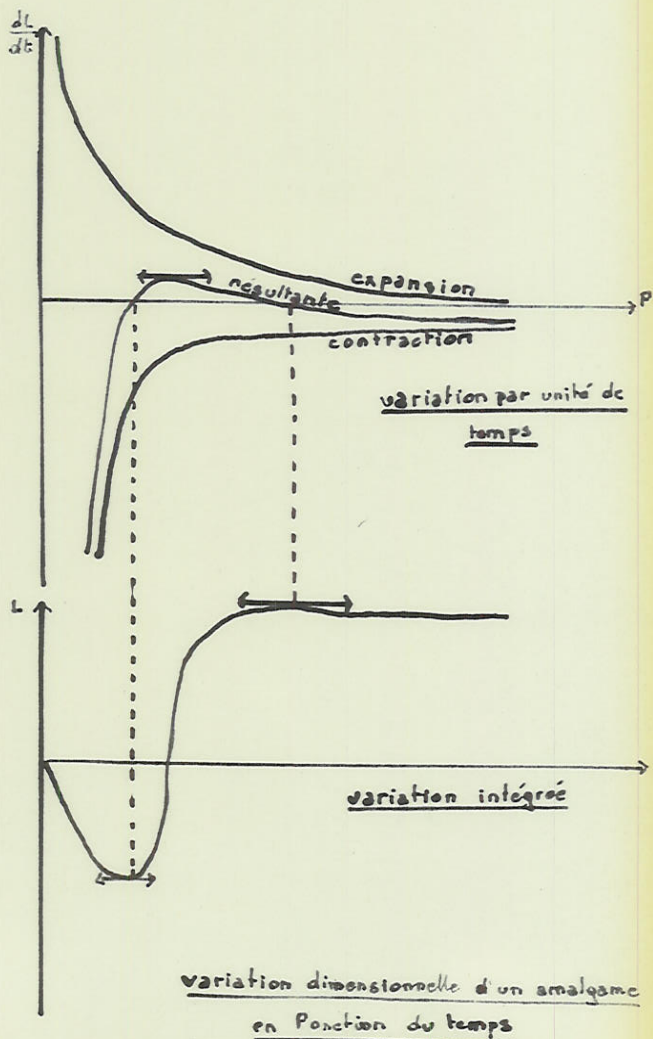 dL
dt
expansion
résultante
P
contraction
variation par unité de
temps
L
variation intégrée
variation dimensionnelle d'un amalgame
en Fonction du temps